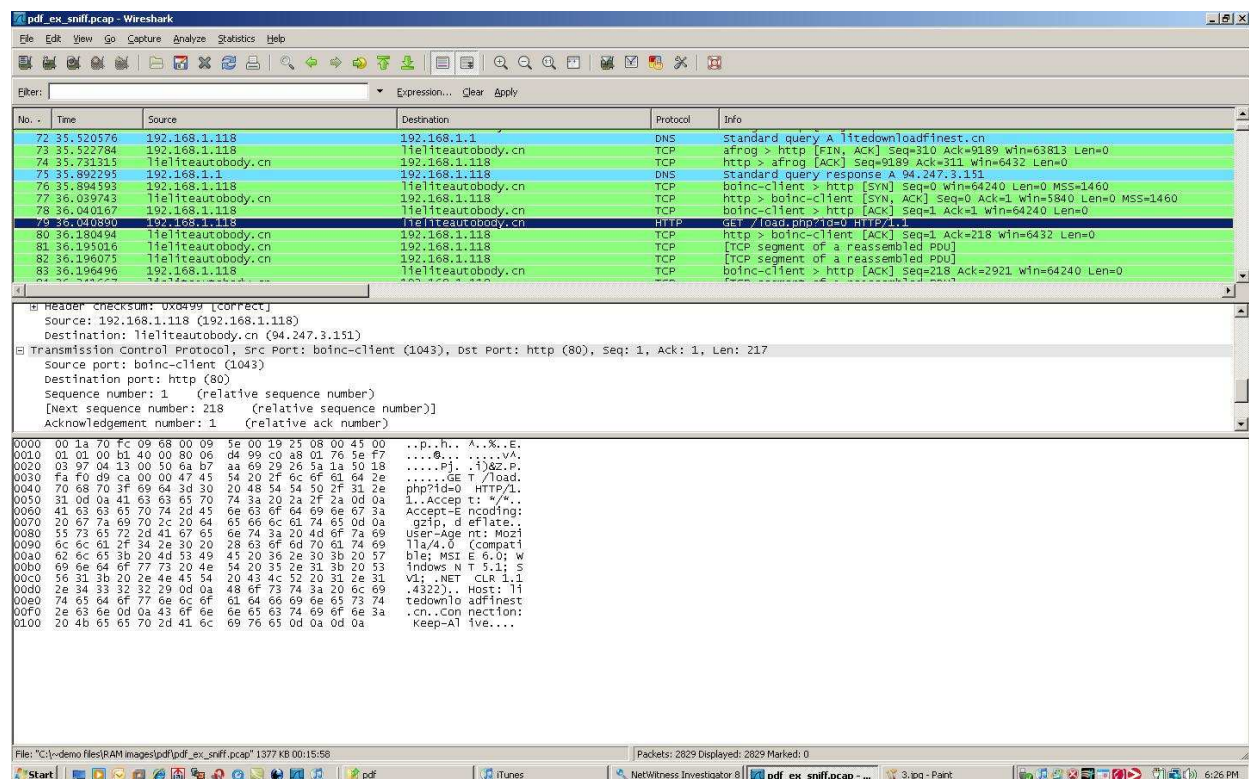 pdf_ex_sniff.pcap - Wireshark
File Edit View Go Capture Analyze Statistics Help
Filter: Expression... Clear Apply
No. - Time Source Destination Protocol Info
72 35.520576 192.168.1.118 192.168.1.1 DNS Standard query A litedownloadfinest.cn
73 35.522784 192.168.1.118 lieliteautobody.cn TCP afrog > http [FIN, ACK] Seq=310 Ack=9189 Win=63813 Len=0
74 35.731315 lieliteautobody.cn 192.168.1.118 TCP http > afrog [ACK] Seq=9189 Ack=311 Win=6432 Len=0
75 35.892295 192.168.1.1 192.168.1.118 DNS Standard query response A 94.247.3.151
76 35.894593 192.168.1.118 lieliteautobody.cn TCP boinc-client > http [SYN] Seq=0 Win=64240 Len=0 MSS=1460
77 36.039743 lieliteautobody.cn 192.168.1.118 TCP http > boinc-client [SYN, ACK] Seq=0 Ack=1 Win=5840 Len=0 MSS=1460
78 36.040167 192.168.1.118 lieliteautobody.cn TCP boinc-client > http [ACK] Seq=1 Ack=1 Win=64240 Len=0
79 36.040890 192.168.1.118 lieliteautobody.cn HTTP GET /load.php?id=0 HTTP/1.1
80 36.180494 lieliteautobody.cn 192.168.1.118 TCP http > boinc-client [ACK] Seq=1 Ack=218 Win=6432 Len=0
81 36.195016 lieliteautobody.cn 192.168.1.118 TCP [TCP segment of a reassembled PDU]
82 36.196075 lieliteautobody.cn 192.168.1.118 TCP [TCP segment of a reassembled PDU]
83 36.196496 192.168.1.118 lieliteautobody.cn TCP boinc-client > http [ACK] Seq=218 Ack=2921 Win=64240 Len=0
Header checksum: 0xd499 [correct]
Source: 192.168.1.118 (192.168.1.118)
Destination: lieliteautobody.cn (94.247.3.151)
Transmission Control Protocol, Src Port: boinc-client (1043), Dst Port: http (80), Seq: 1, Ack: 1, Len: 217
Source port: boinc-client (1043)
Destination port: http (80)
Sequence number: 1 (relative sequence number)
[Next sequence number: 218 (relative sequence number)]
Acknowledgement number: 1 (relative ack number)
0000 00 1a 70 fc 09 68 00 09 5e 00 19 25 08 00 45 00 ..p..h.. ^..%..E.
0010 01 01 00 b1 40 00 80 06 d4 99 c0 a8 01 76 5e f7 ....@... .....v^.
0020 03 97 04 13 00 50 6a b7 aa 69 29 26 5a 1a 50 18 .....Pj. .i)&Z.P.
0030 fa f0 d9 ca 00 00 47 45 54 20 2f 6c 6f 61 64 2e ......GE T /load.
0040 70 68 70 3f 69 64 3d 30 20 48 54 54 50 2f 31 2e php?id=0 HTTP/1.
0050 31 0d 0a 41 63 63 65 70 74 3a 20 2a 2f 2a 0d 0a 1..Accep t: */*..
0060 41 63 63 65 70 74 2d 45 6e 63 6f 64 69 6e 67 3a Accept-E ncoding:
0070 20 67 7a 69 70 2c 20 64 65 66 6c 61 74 65 0d 0a gzip, d eflate..
0080 55 73 65 72 2d 41 67 65 6e 74 3a 20 4d 6f 7a 69 User-Age nt: Mozi
0090 6c 6c 61 2f 34 2e 30 20 28 63 6f 6d 70 61 74 69 lla/4.0 (compati
00a0 62 6c 65 3b 20 4d 53 49 45 20 36 2e 30 3b 20 57 ble; MSI E 6.0; W
00b0 69 6e 64 6f 77 73 20 4e 54 20 35 2e 31 3b 20 53 indows N T 5.1; S
00c0 56 31 3b 20 2e 4e 45 54 20 43 4c 52 20 31 2e 31 V1; .NET CLR 1.1
00d0 2e 34 33 32 32 29 0d 0a 48 6f 73 74 3a 20 6c 69 .4322).. Host: li
00e0 74 65 64 6f 77 6e 6c 6f 61 64 66 69 6e 65 73 74 tedownlo adfinest
00f0 2e 63 6e 0d 0a 43 6f 6e 6e 65 63 74 69 6f 6e 3a .cn..Con nection:
0100 20 4b 65 65 70 2d 41 6c 69 76 65 0d 0a 0d 0a Keep-Al ive....
File: "C:\~demo files\RAM images\pdf\pdf_ex_sniff.pcap" 1377 KB 00:15:58 Packets: 2829 Displayed: 2829 Marked: 0
Start pdf iTunes NetWitness Investigator 8 pdf_ex_sniff.pcap - ... 3.jpg - Paint 6:26 PM